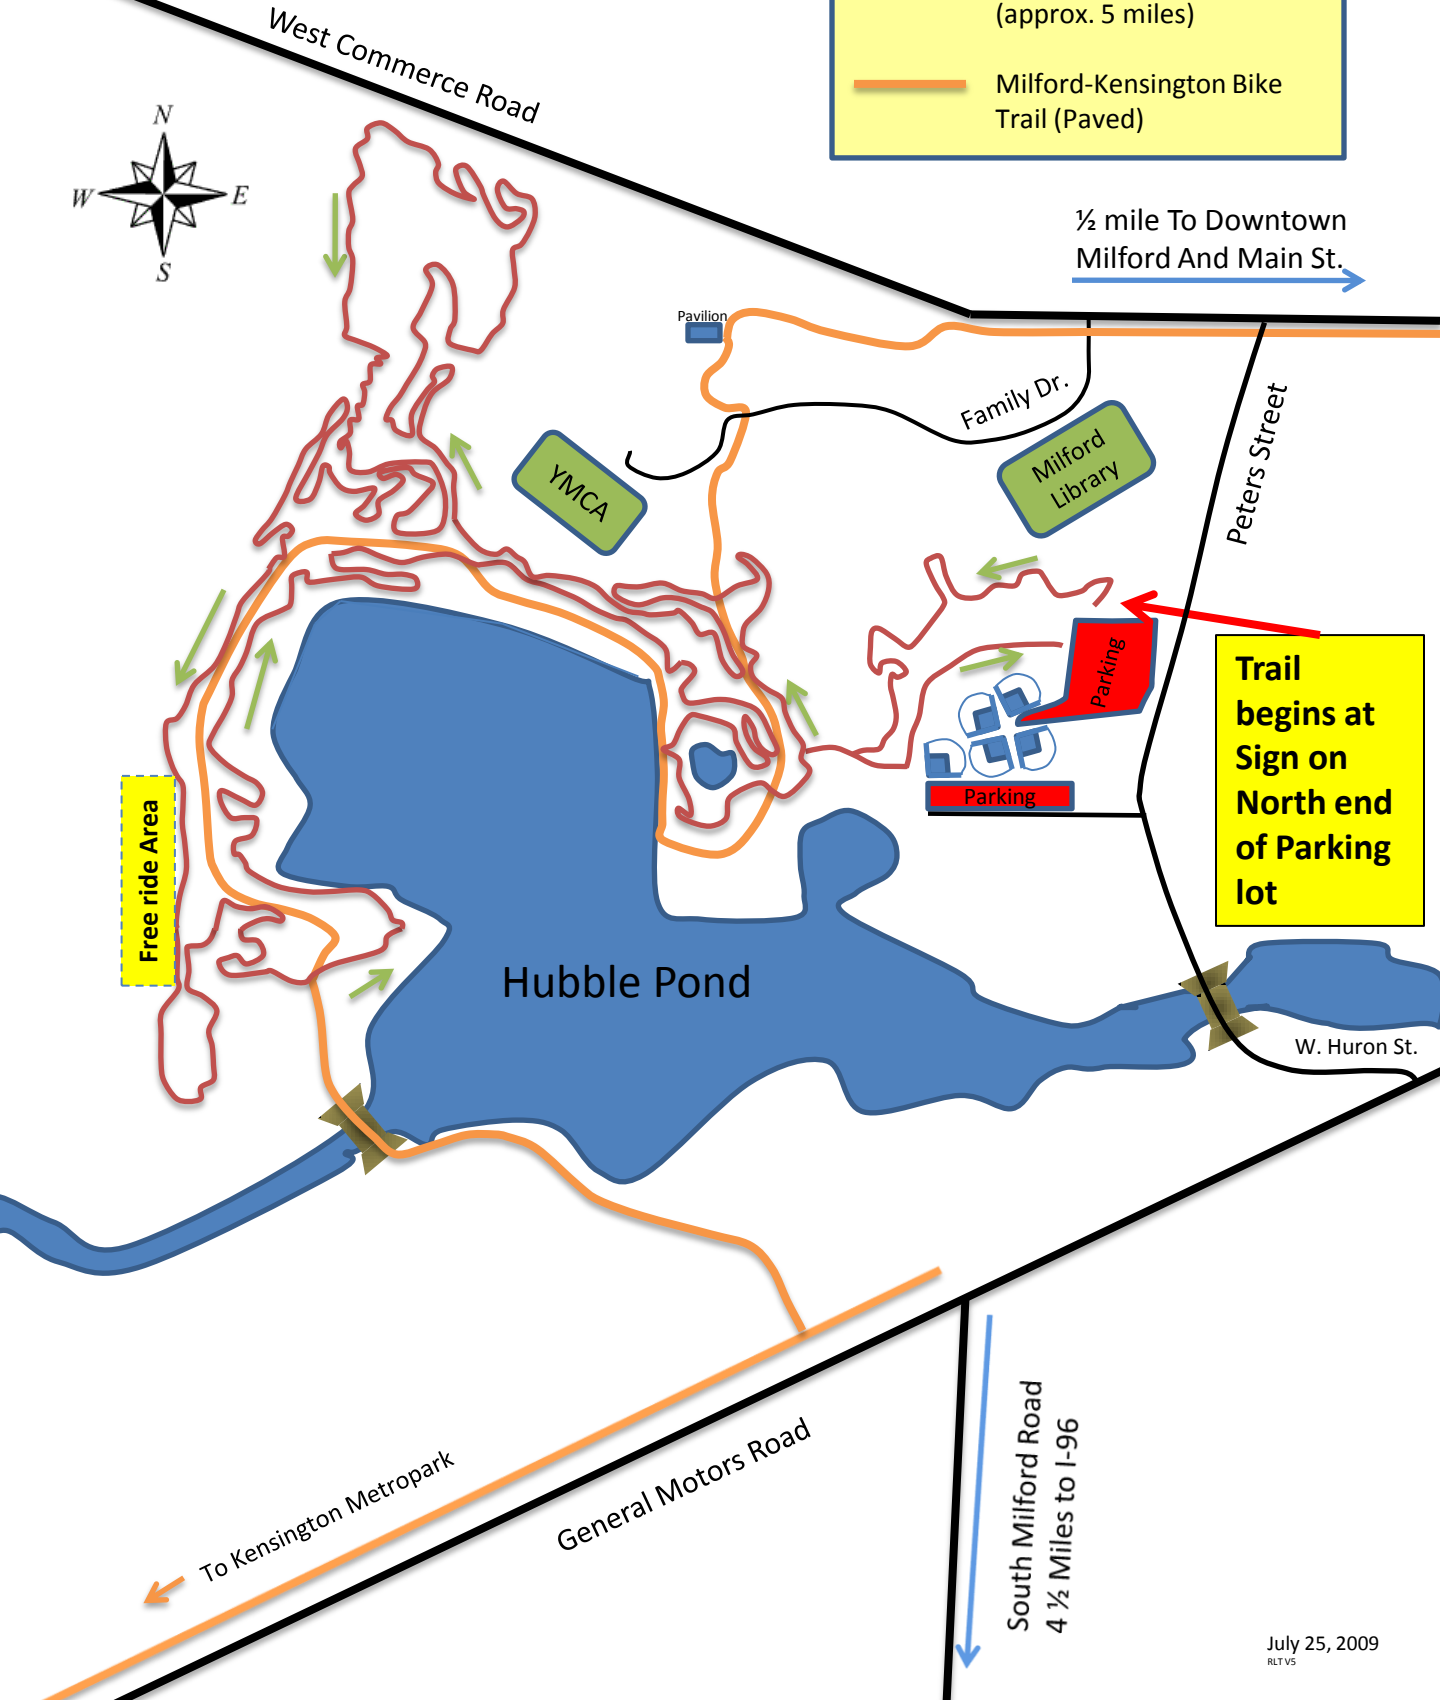 West Commerce Road
(approx. 5 miles)
Milford-Kensington Bike
Trail (Paved)
N
W
E
S
½ mile To Downtown
Milford And Main St.
Pavilion
Family Dr.
Peters Street
Milford
Library
YMCA
Parking
Trail
begins at
Sign on
North end
of Parking
lot
Parking
Free ride Area
Hubble Pond
W. Huron St.
To Kensington Metropark
General Motors Road
South Milford Road
4 ½ Miles to I-96
July 25, 2009
RLT V5